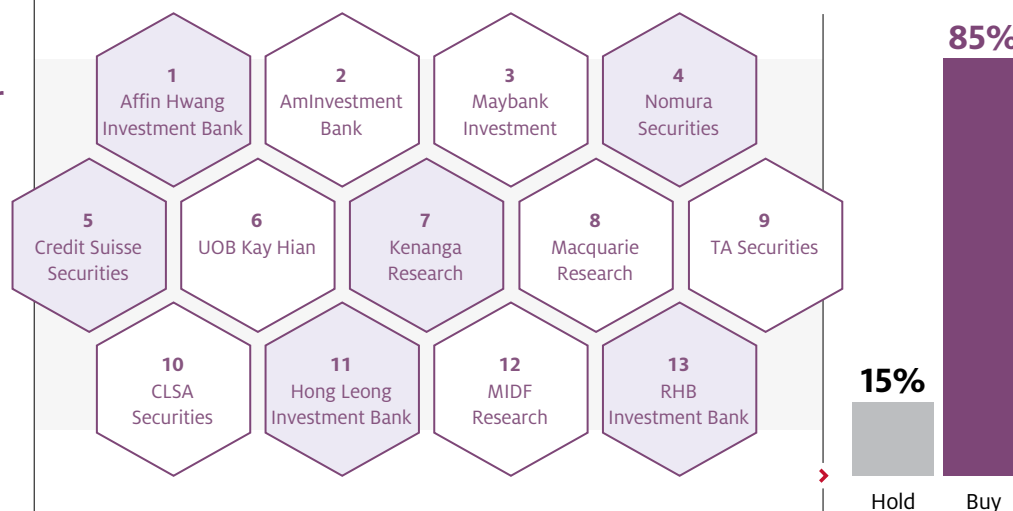 1
Affin Hwang
Investment Bank
2
AmInvestment
Bank
3
Maybank
Investment
4
Nomura
Securities
5
Credit Suisse
Securities
6
UOB Kay Hian
7
Kenanga
Research
8
Macquarie
Research
9
TA Securities
10
CLSA
Securities
11
Hong Leong
Investment Bank
12
MIDF
Research
13
RHB
Investment Bank
85%
15%
Hold
Buy